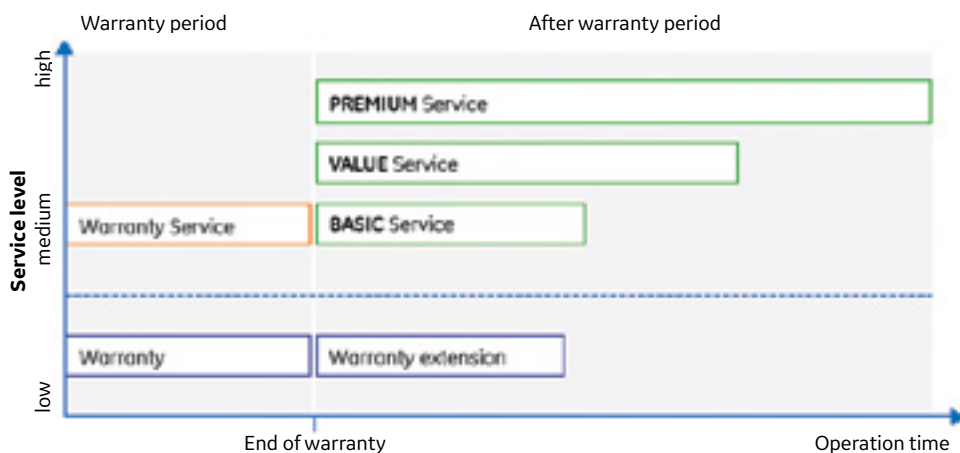 Warranty period
After warranty period
high
PREMIUM Service
VALUE Service
Service level
medium
Warranty Service
BASIC Service
Warranty
Warranty extension
low
End of warranty
Operation time